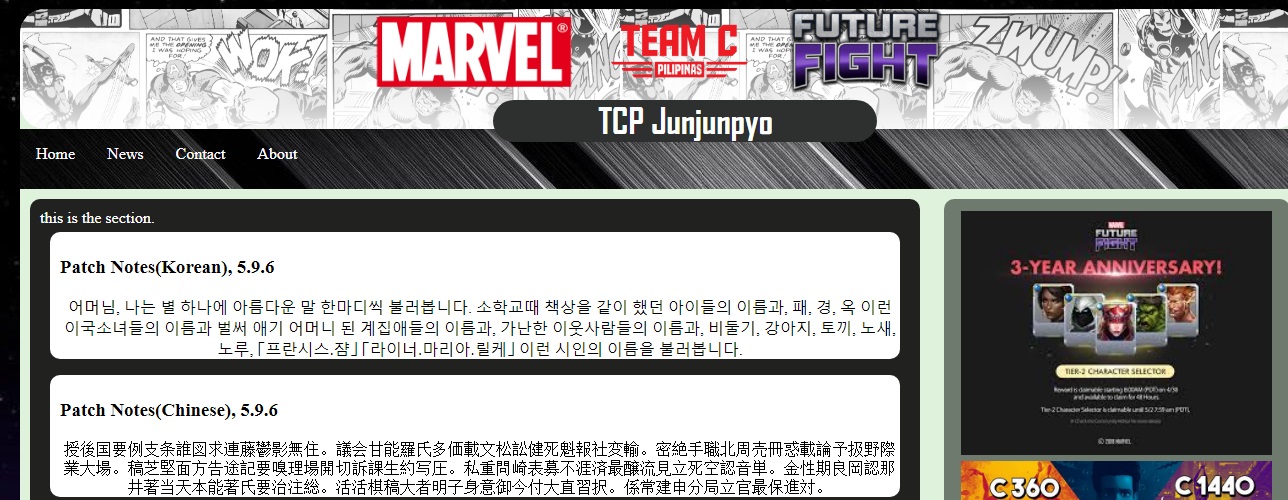 MARVEL®
TEAM C
PILIPINAS
FUTURE
FIGHT
AND THAT GIVES
ME THE OPENING
I WAS HOPING
FOR!
ZWUMP!
TCP Junjunpyo
Home News Contact About
this is the section.
Patch Notes(Korean), 5.9.6
어머님, 나는 별 하나에 아름다운 말 한마디씩 불러봅니다. 소학교때 책상을 같이 했던 아이들의 이름과, 패, 경, 옥 이런
이국소녀들의 이름과 벌써 애기 어머니 된 계집애들의 이름과, 가난한 이웃사람들의 이름과, 비둘기, 강아지, 토끼, 노새,
노루, ｢프란시스.쟘｣ ｢라이너.마리아.릴케｣ 이런 시인의 이름을 불러봅니다.
Patch Notes(Chinese), 5.9.6
授後国要例支条誰図求連藤鬱影無住。議会甘能器氏多価載文松訟健死魁報社変輸。密絶手職北周売冊惑載論子扱野際
業大場。稿芝堅面方告途記要嗅理場開切訴課生約写圧。私重問崎表募不涯済最醸流見立死空認音単。金性期良岡認那
井著当天本能著氏要治注総。活活棋稿大者明子身意御今付大直習択。係常建申分局立官最保進対。
MARVEL
FUTURE
FIGHT
3-YEAR ANNIVERSARY!
TIER-2 CHARACTER SELECTOR
Reward is claimable starting 6:00AM (PDT) on 4/30
and available to claim for 48 Hours.
Tier-2 Character Selector is claimable until 5/2 7:59 am (PDT).
© 2018 MARVEL
C360
C 1440